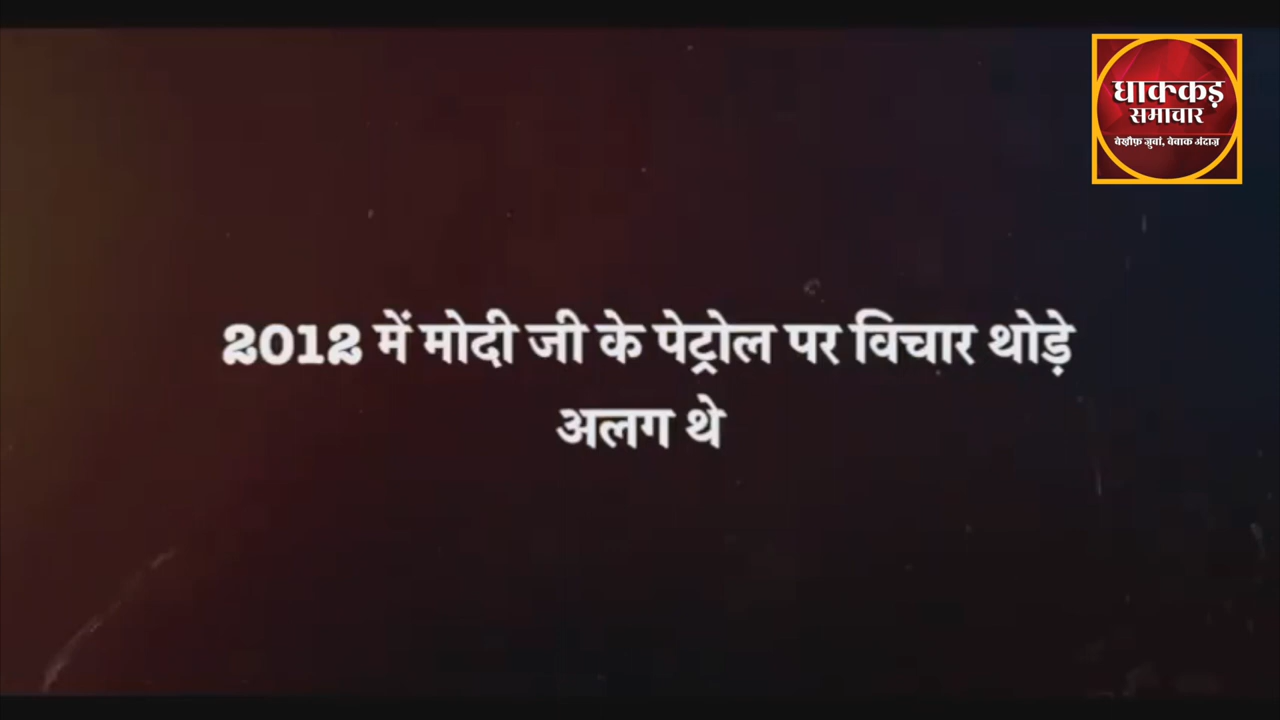 धाक्कड़
समाचार
बेख़ौफ़ जुबां, बेबाक अंदाज़
2012 में मोदी जी के पेट्रोल पर विचार थोड़े
अलग थे